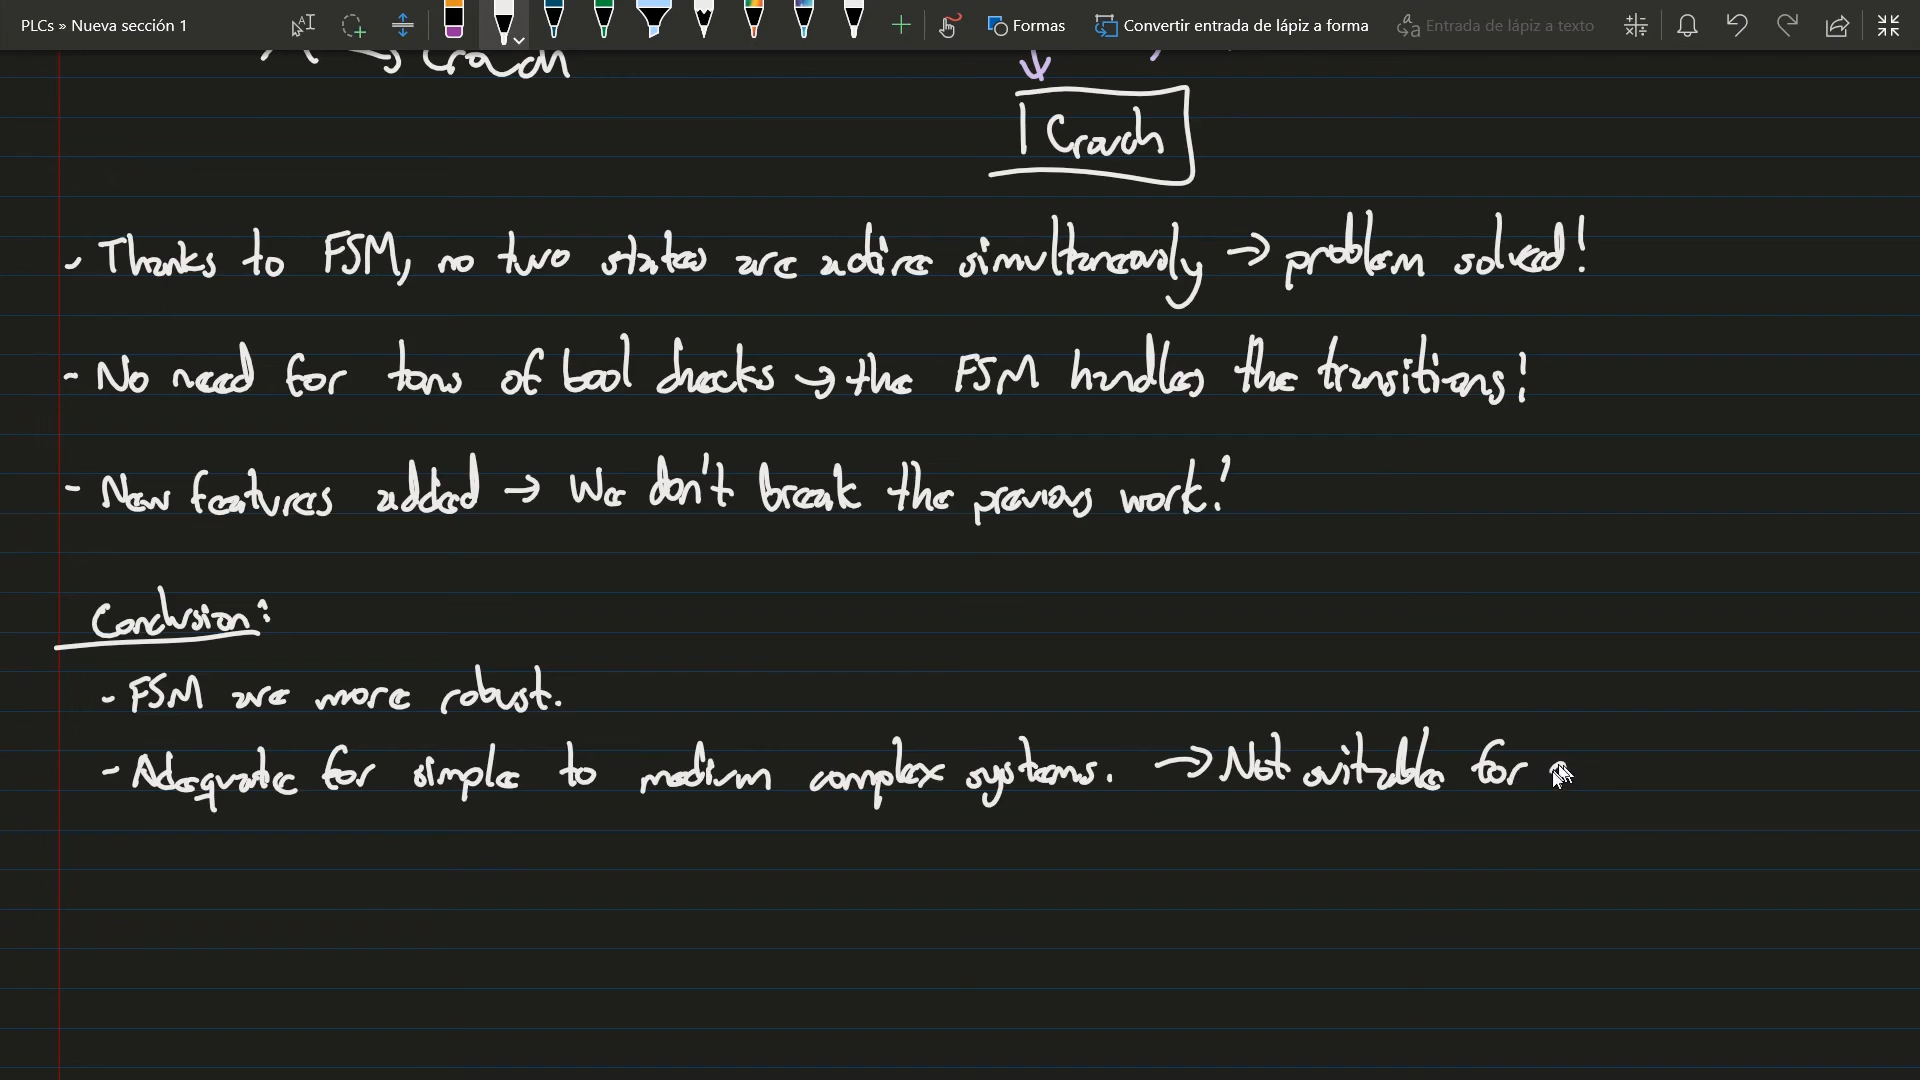 PLCs » Nueva sección 1
Formas
Convertir entrada de lápiz a forma
Entrada de lápiz a texto
Crouch
Crouch
- Thanks to FSM, no two states are active simultaneously → problem solved!
- No need for tons of bool checks → the FSM handles the transitions!
- New features added → We don't break the previous work!
Conclusion:
- FSM are more robust.
- Adequate for simple to medium complex systems. → Not suitable for